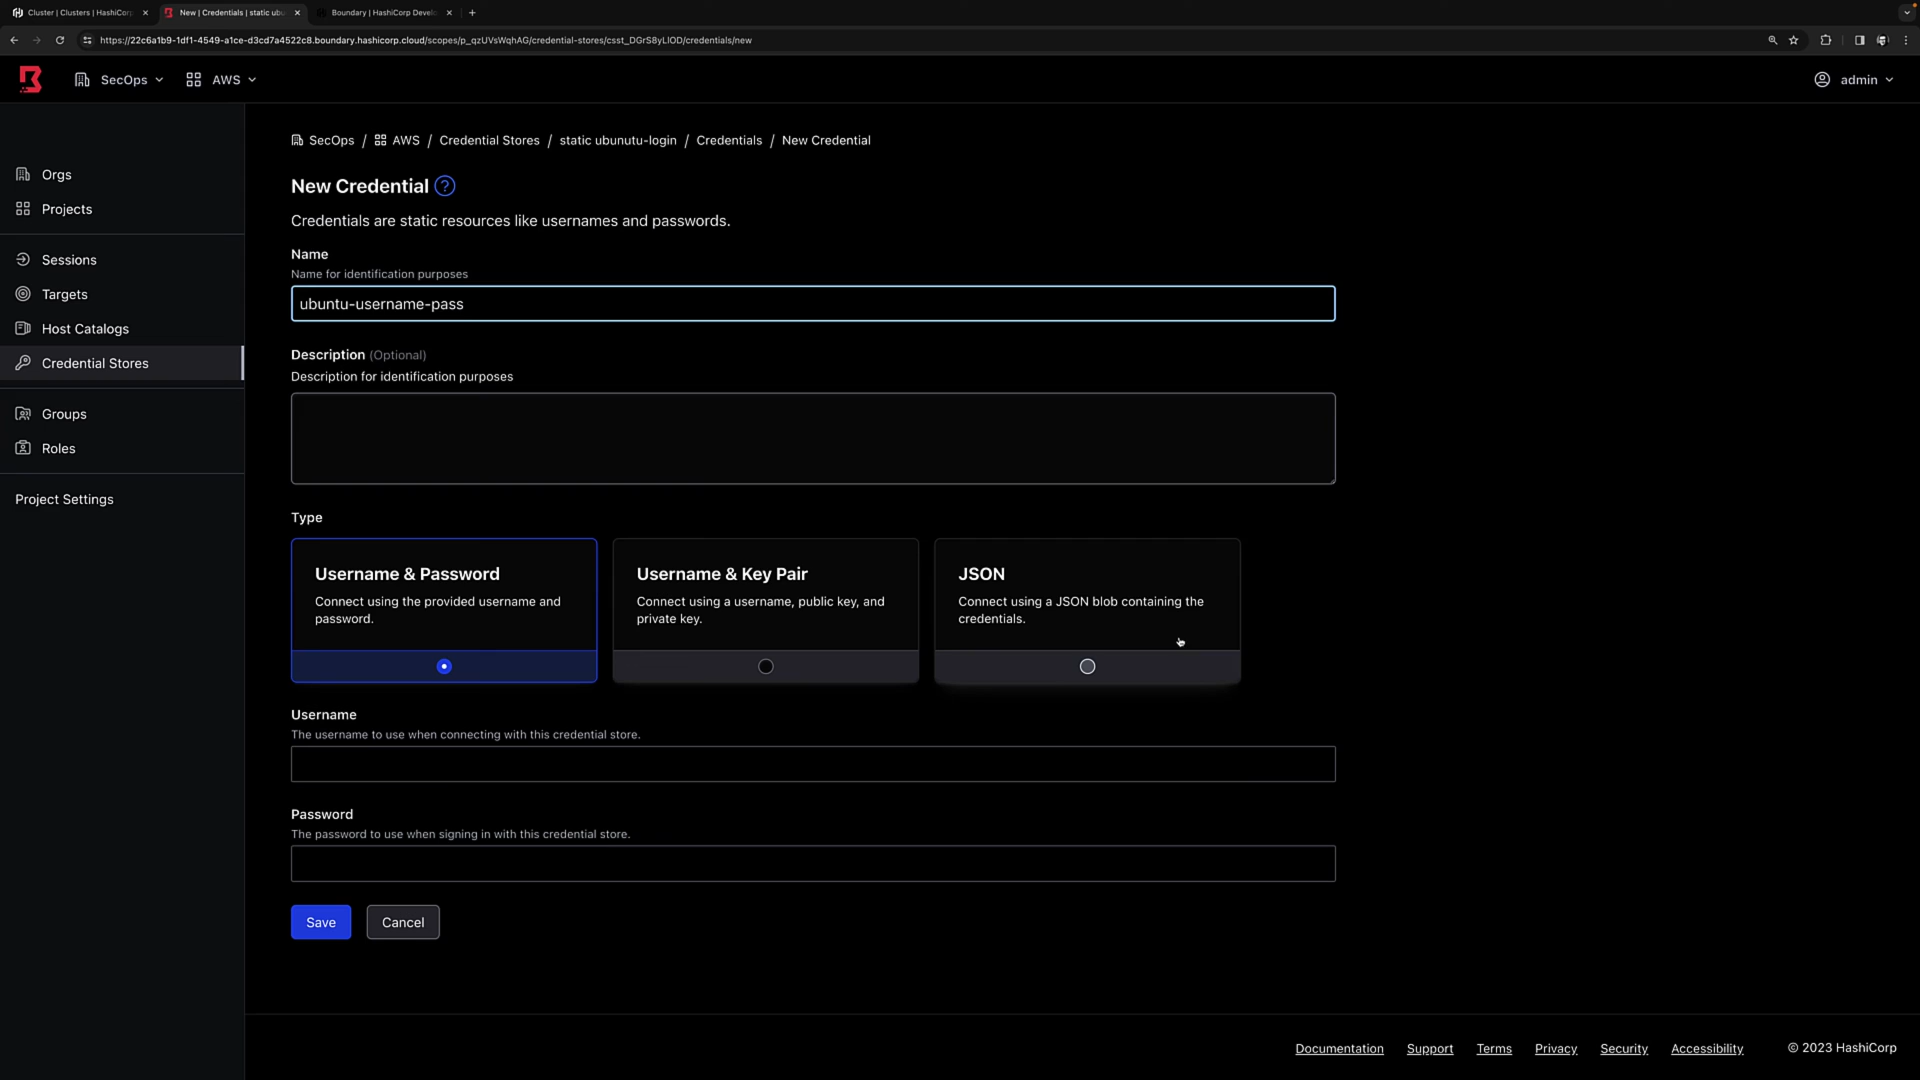 Cluster | Clusters | HashiCorp
New | Credentials | static ubu
Boundary | HashiCorp Develo
https://22c6a1b9-1df1-4549-a1ce-d3cd7a4522c8.boundary.hashicorp.cloud/scopes/p_qzUVsWqhAG/credential-stores/csst_DGrS8yLIOD/credentials/new
SecOps
AWS
admin
SecOps / AWS / Credential Stores / static ubunutu-login / Credentials / New Credential
Orgs
Projects
Sessions
Targets
Host Catalogs
Credential Stores
Groups
Roles
Project Settings
New Credential ?
Credentials are static resources like usernames and passwords.
Name
Name for identification purposes
ubuntu-username-pass
Description (Optional)
Description for identification purposes
Type
Username & Password
Connect using the provided username and
password.
Username & Key Pair
Connect using a username, public key, and
private key.
JSON
Connect using a JSON blob containing the
credentials.
Username
The username to use when connecting with this credential store.
Password
The password to use when signing in with this credential store.
Save
Cancel
Documentation Support Terms Privacy Security Accessibility © 2023 HashiCorp